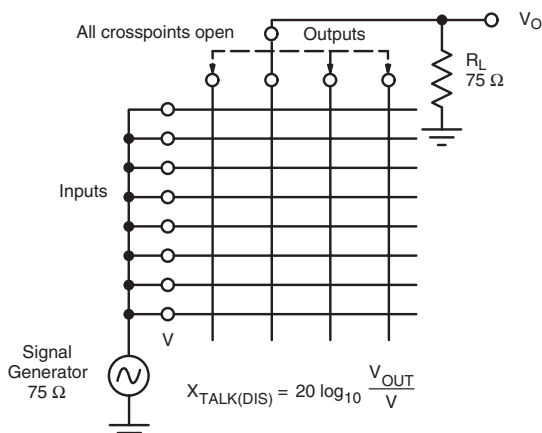 All crosspoints open
Outputs
V_O
R_L
75 Ω
Inputs
V
Signal
Generator
75 Ω
X_TALK(DIS) = 20 log_10 V_OUT / V